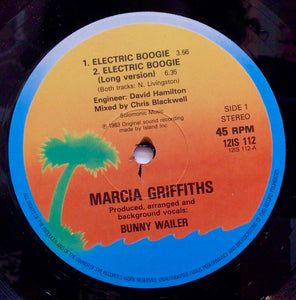 1. ELECTRIC BOOGIE 3.56
2. ELECTRIC BOOGIE
(Long version) 6.35
(Both tracks: N. Livingston)
Solomonic Music
Engineer: David Hamilton
Mixed by Chris Blackwell
℗ 1983 Original sound recording
made by Island Inc
SIDE 1
STEREO
45 RPM
12IS 112
12IS 112.A
MARCIA GRIFFITHS
Produced, arranged and
background vocals:
BUNNY WAILER